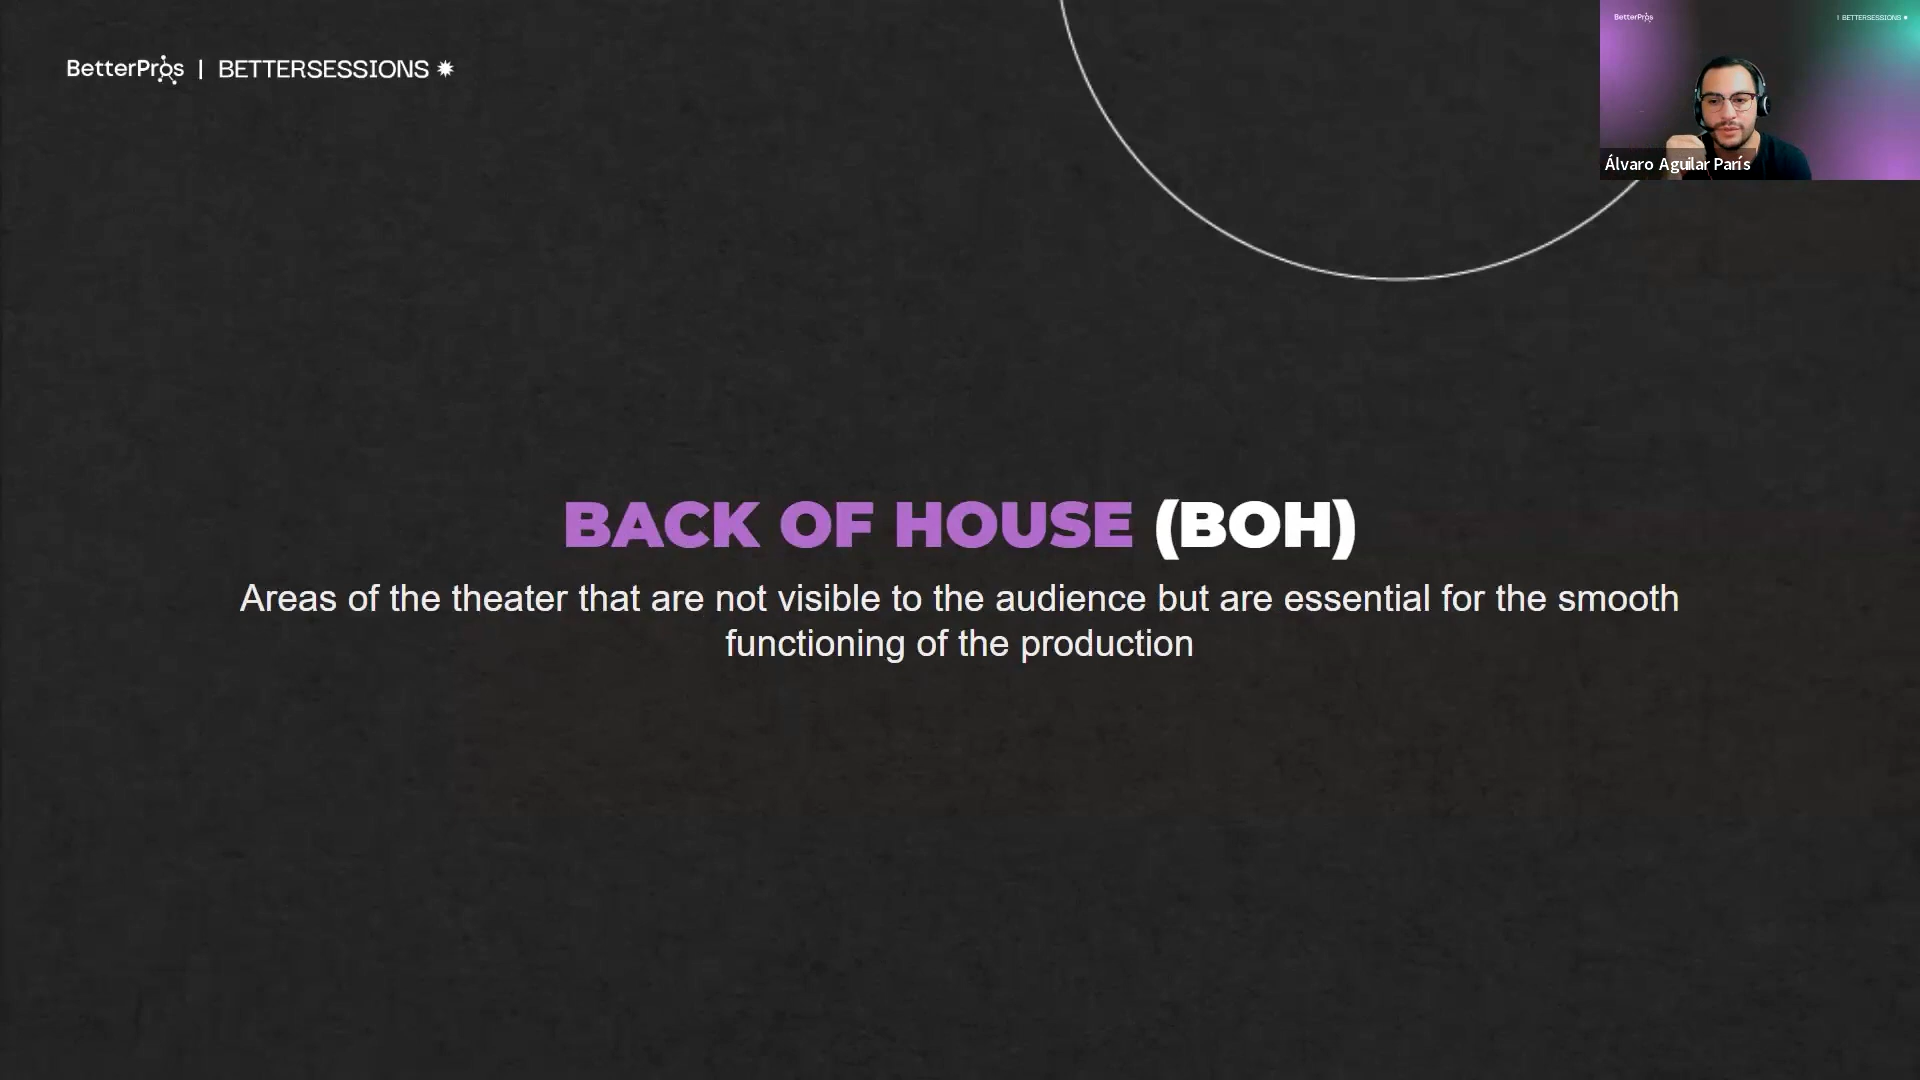 BetterPros | BETTERSESSIONS
BetterPros
| BETTERSESSIONS
Álvaro Aguilar París
BACK OF HOUSE (BOH)
Areas of the theater that are not visible to the audience but are essential for the smooth
functioning of the production